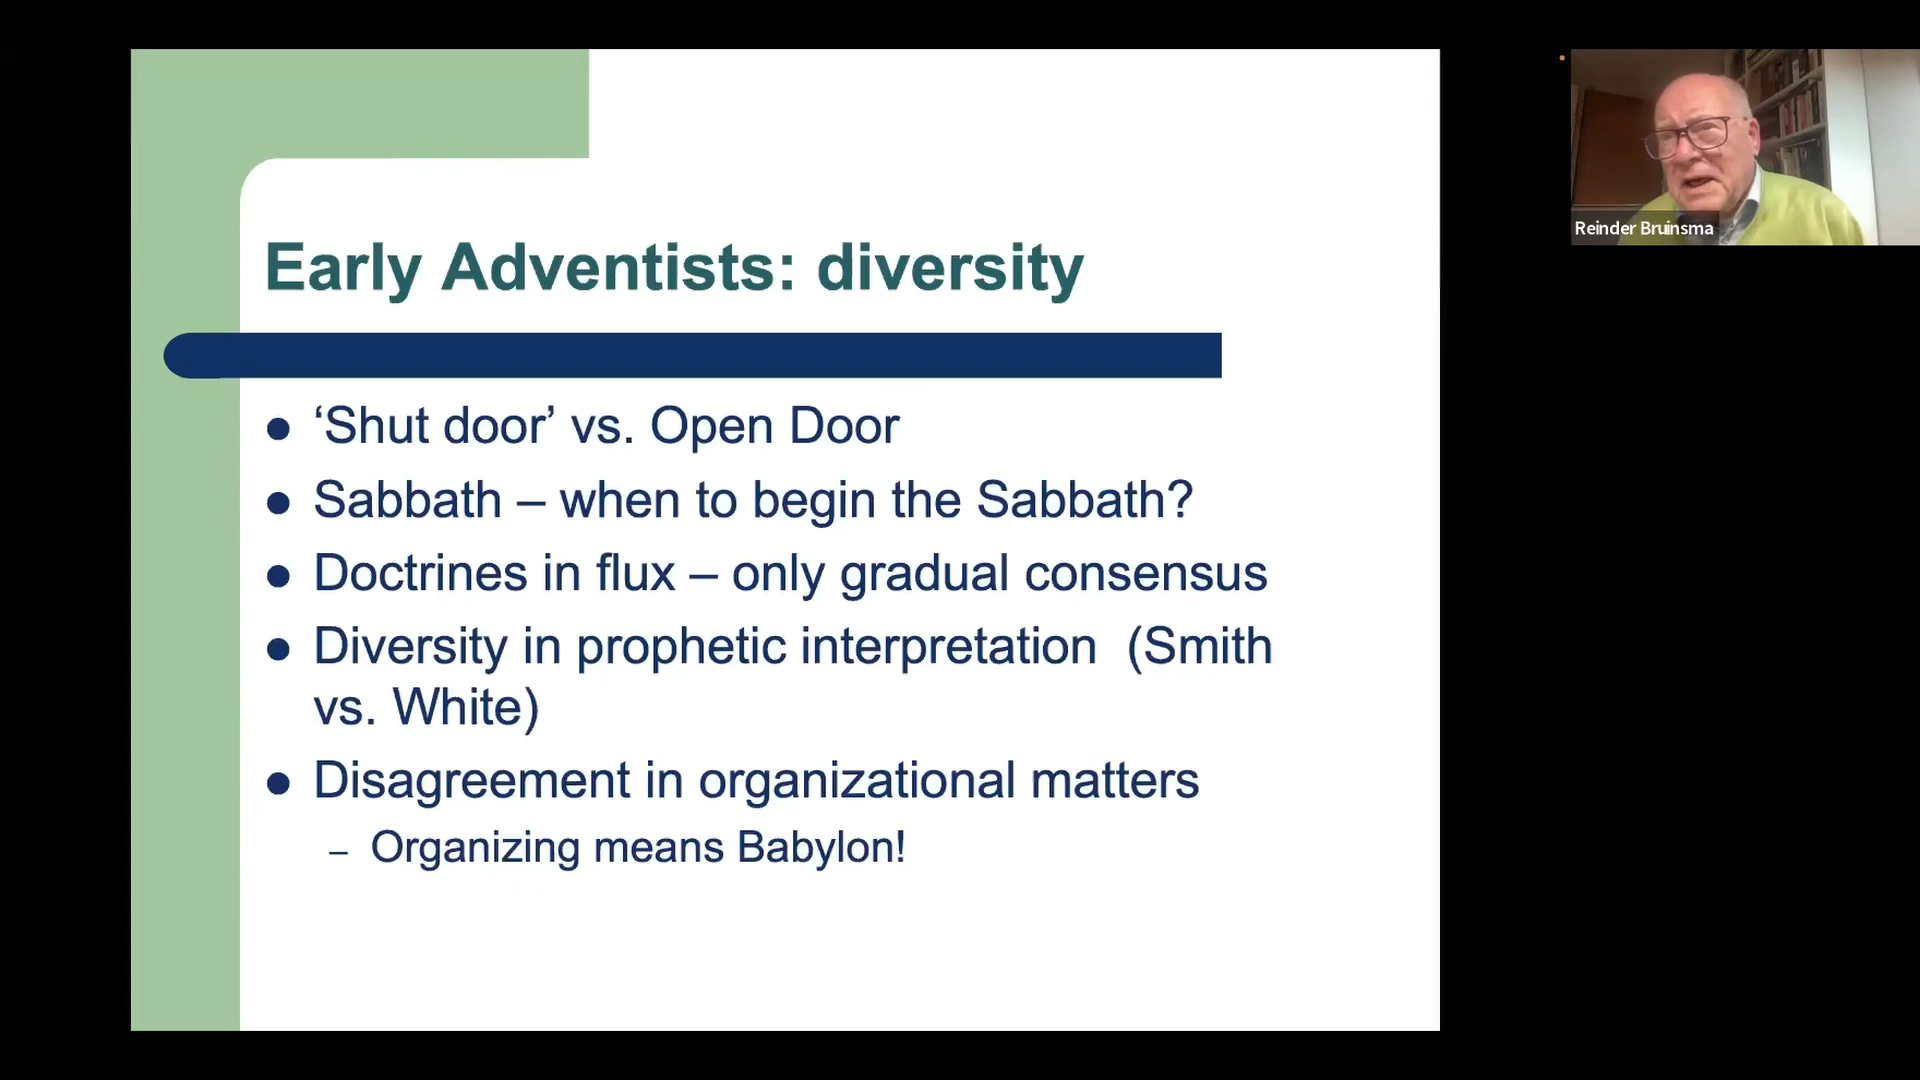 Early Adventists: diversity
● ‘Shut door’ vs. Open Door
● Sabbath – when to begin the Sabbath?
● Doctrines in flux – only gradual consensus
● Diversity in prophetic interpretation  (Smith
vs. White)
● Disagreement in organizational matters
– Organizing means Babylon!
Reinder Bruinsma